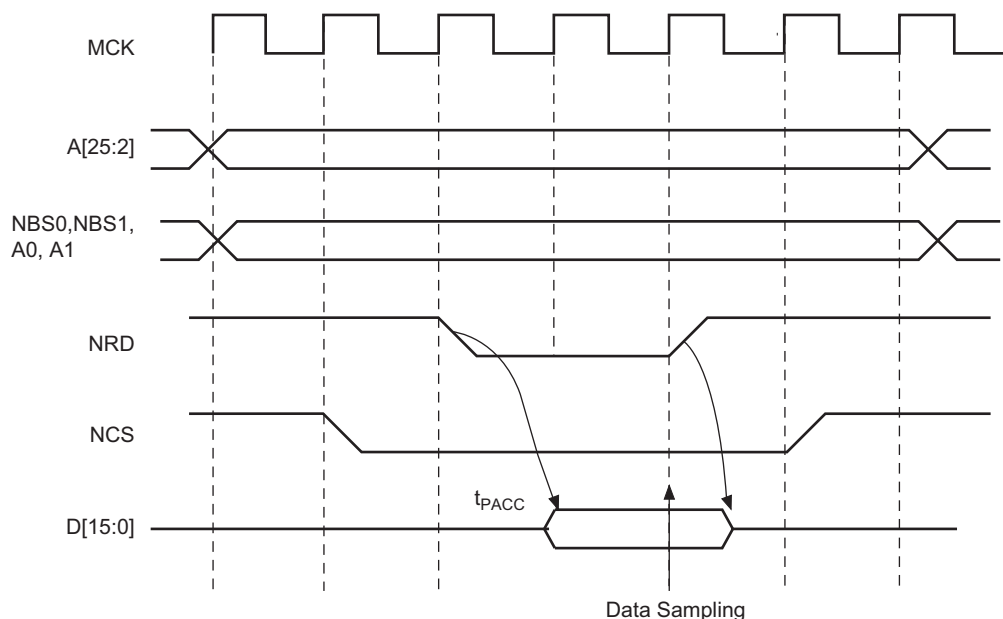 MCK
A[25:2]
NBS0,NBS1,
A0, A1
NRD
NCS
tPACC
D[15:0]
Data Sampling